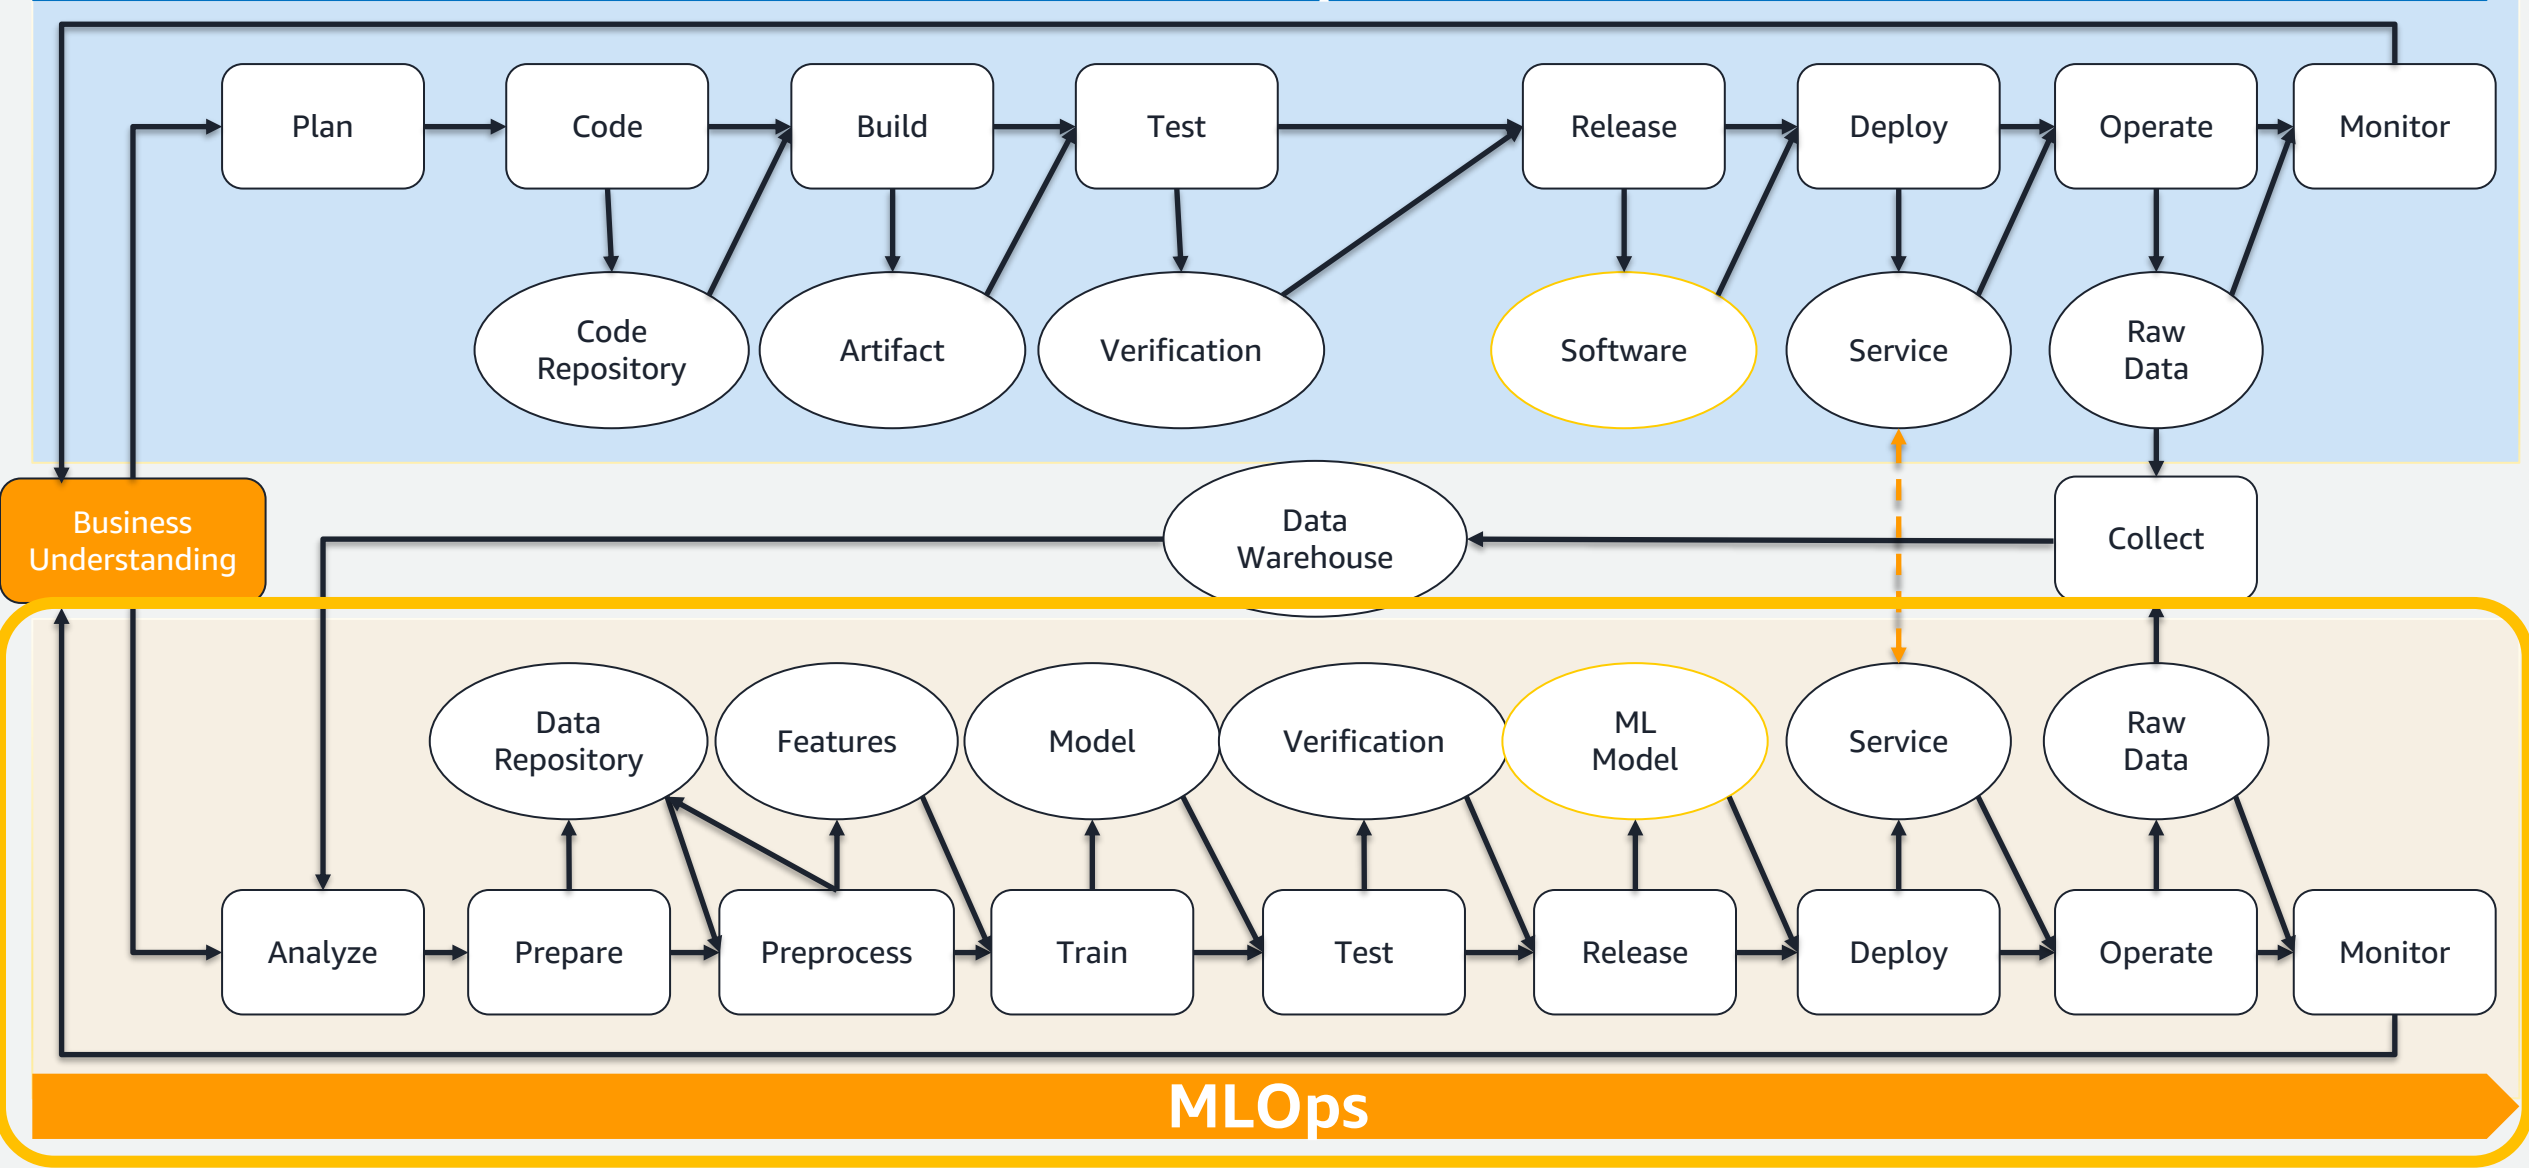 Plan
Code
Build
Test
Release
Deploy
Operate
Monitor
Code
Repository
Artifact
Verification
Software
Service
Raw
Data
Business
Understanding
Data
Warehouse
Collect
Data
Repository
Features
Model
Verification
ML
Model
Service
Raw
Data
Analyze
Prepare
Preprocess
Train
Test
Release
Deploy
Operate
Monitor
MLOps